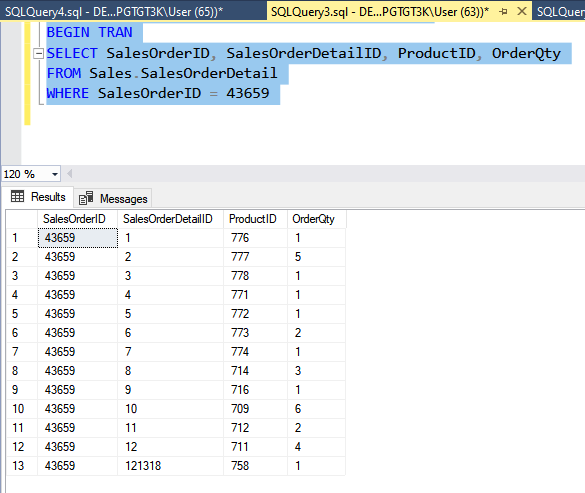 SQLQuery4.sql - DE...PGTGT3K\User (65))* SQLQuery3.sql - DE...PGTGT3K\User (63))* SQLQuery
BEGIN TRAN
SELECT SalesOrderID, SalesOrderDetailID, ProductID, OrderQty
FROM Sales.SalesOrderDetail
WHERE SalesOrderID = 43659
120 %
Results Messages
SalesOrderID SalesOrderDetailID ProductID OrderQty
1 43659 1 776 1
2 43659 2 777 5
3 43659 3 778 1
4 43659 4 771 1
5 43659 5 772 1
6 43659 6 773 2
7 43659 7 774 1
8 43659 8 714 3
9 43659 9 716 1
10 43659 10 709 6
11 43659 11 712 2
12 43659 12 711 4
13 43659 121318 758 1